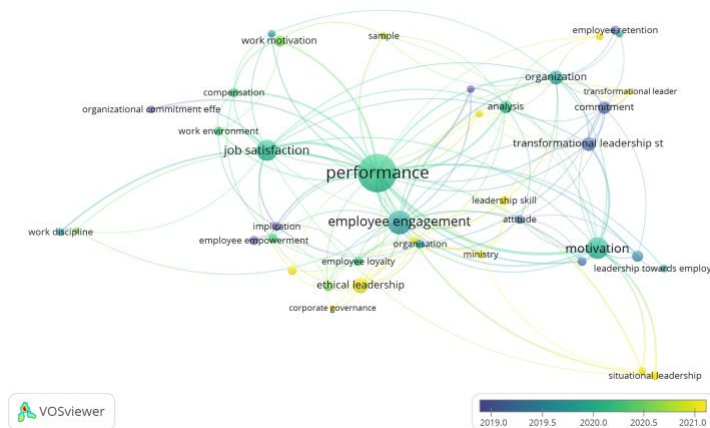 employee retention
sample
work motivation
organization
transformational leader
compensation
analysis
commitment
organizational commitment effe
work environment
transformational leadership st
job satisfaction
performance
leadership skill
attitude
employee engagement
implication
work discipline
employee empowerment
organisation
motivation
ministry
employee loyalty
leadership towards employ
ethical leadership
corporate governance
situational leadership
VOSviewer
2019.0 2019.5 2020.0 2020.5 2021.0